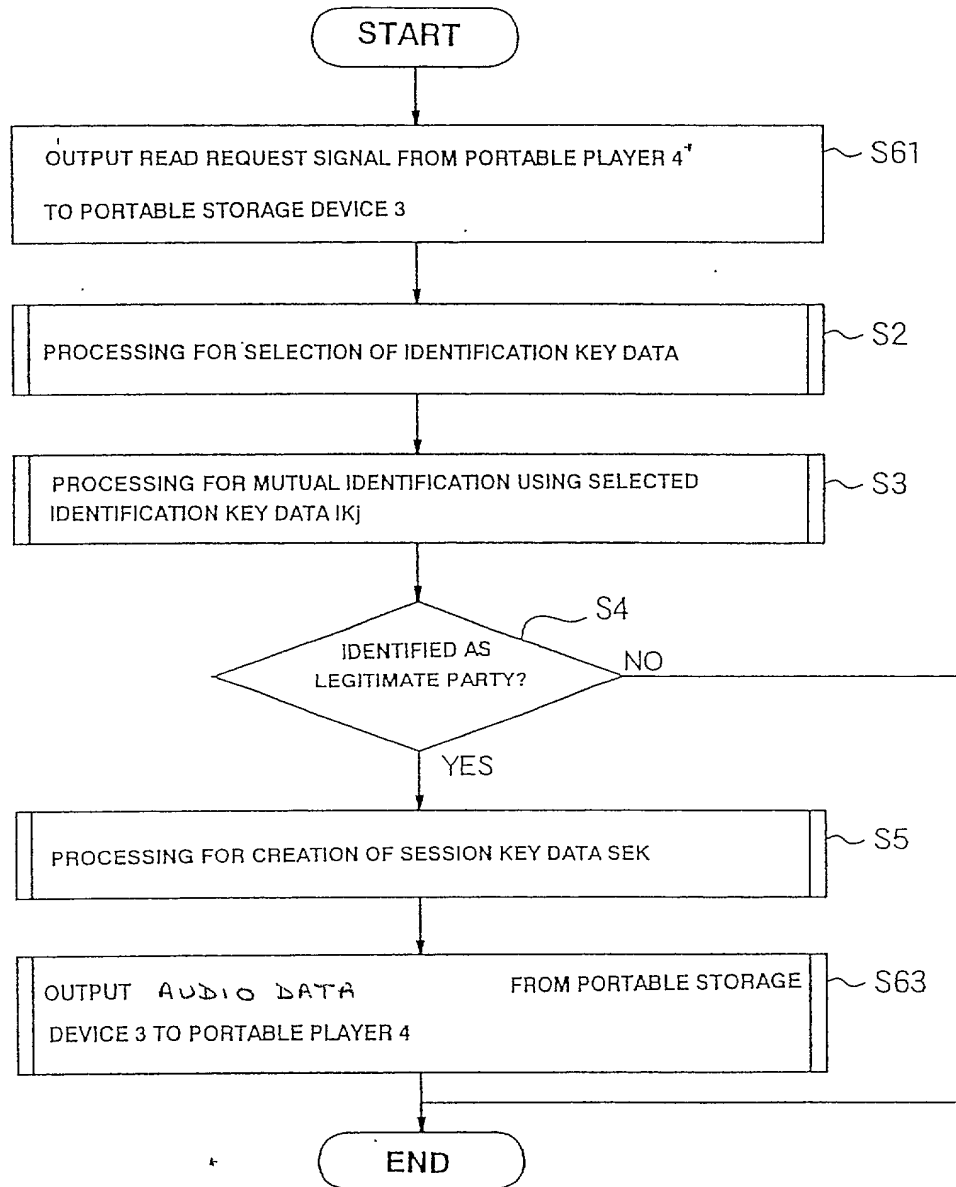 START
OUTPUT READ REQUEST SIGNAL FROM PORTABLE PLAYER 4
TO PORTABLE STORAGE DEVICE 3
S61
PROCESSING FOR SELECTION OF IDENTIFICATION KEY DATA
S2
PROCESSING FOR MUTUAL IDENTIFICATION USING SELECTED
IDENTIFICATION KEY DATA IKj
S3
S4
IDENTIFIED AS
LEGITIMATE PARTY?
NO
YES
PROCESSING FOR CREATION OF SESSION KEY DATA SEK
S5
OUTPUT AUDIO DATA FROM PORTABLE STORAGE
DEVICE 3 TO PORTABLE PLAYER 4
S63
END